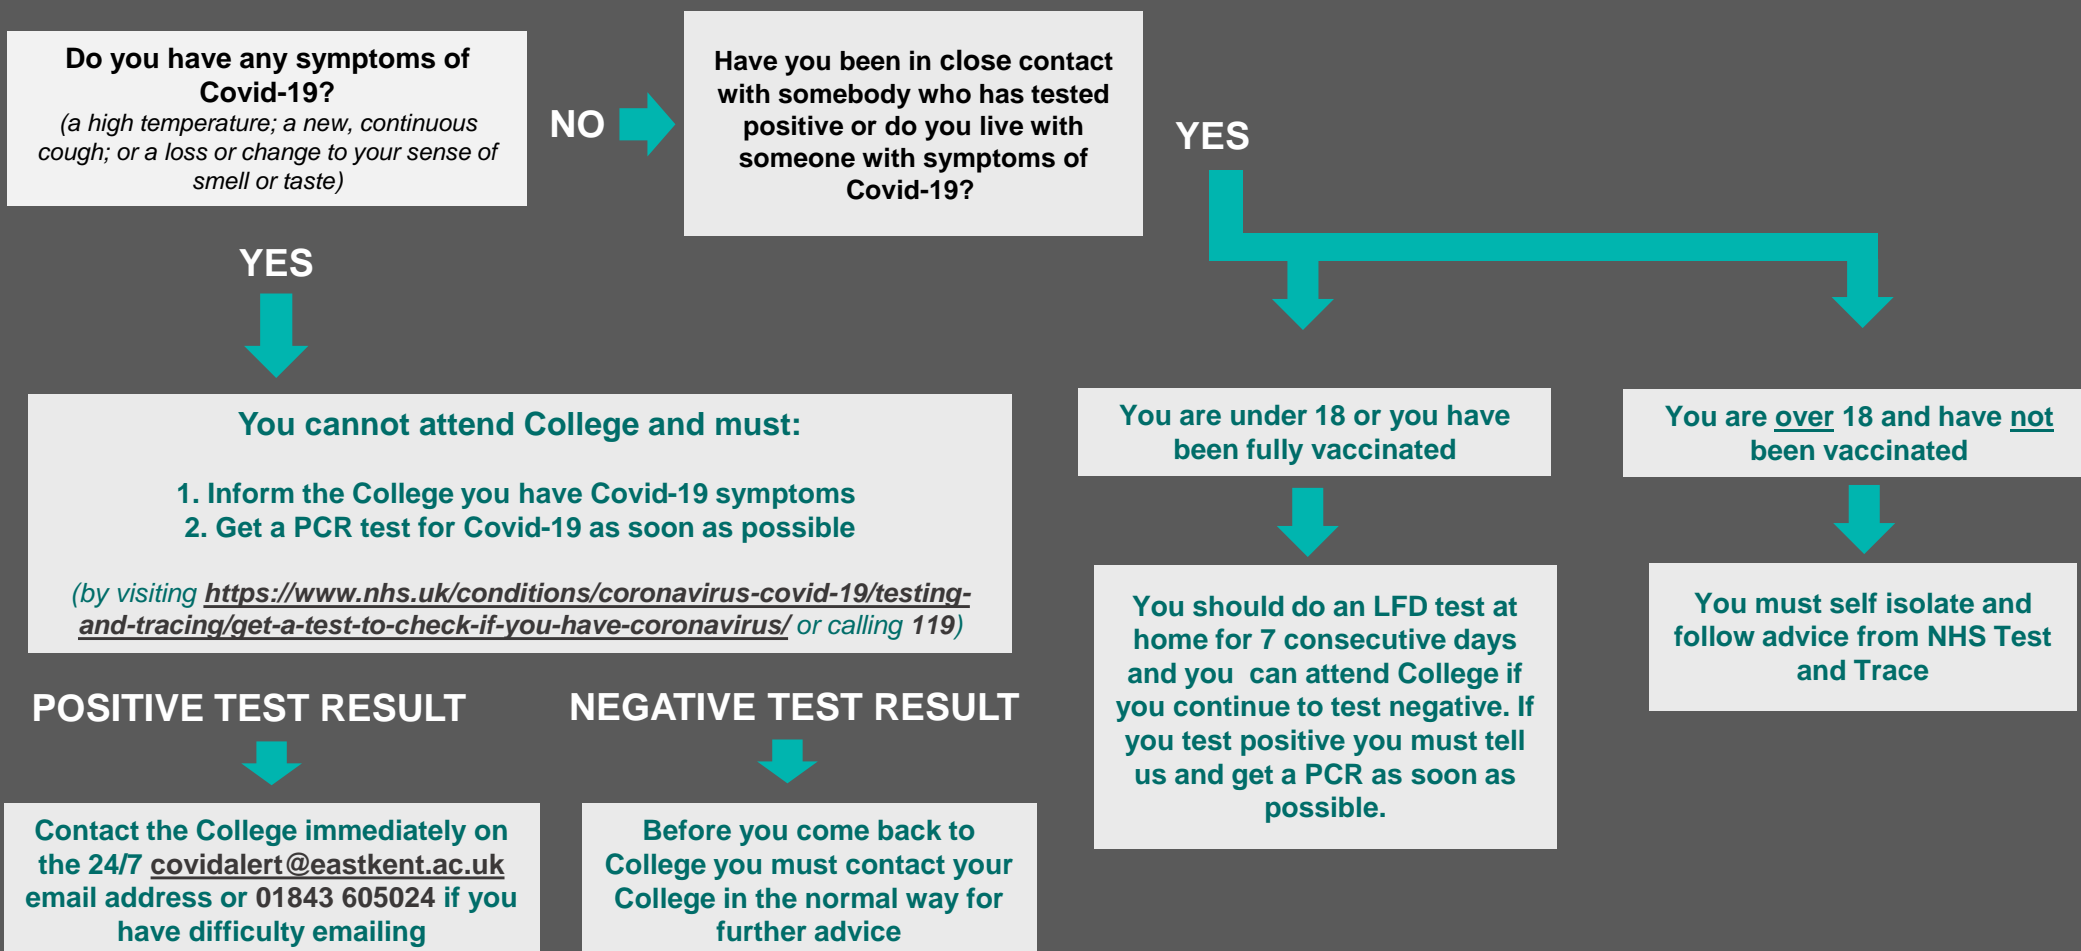 Do you have any symptoms of
Covid-19?
(a high temperature; a new, continuous
cough; or a loss or change to your sense of
smell or taste)
NO
Have you been in close contact
with somebody who has tested
positive or do you live with
someone with symptoms of
Covid-19?
YES
YES
You cannot attend College and must:
1. Inform the College you have Covid-19 symptoms
2. Get a PCR test for Covid-19 as soon as possible
(by visiting https://www.nhs.uk/conditions/coronavirus-covid-19/testing-
and-tracing/get-a-test-to-check-if-you-have-coronavirus/ or calling 119)
POSITIVE TEST RESULT
Contact the College immediately on
the 24/7 covidalert@eastkent.ac.uk
email address or 01843 605024 if you
have difficulty emailing
NEGATIVE TEST RESULT
Before you come back to
College you must contact your
College in the normal way for
further advice
You are under 18 or you have
been fully vaccinated
You should do an LFD test at
home for 7 consecutive days
and you  can attend College if
you continue to test negative. If
you test positive you must tell
us and get a PCR as soon as
possible.
You are over 18 and have not
been vaccinated
You must self isolate and
follow advice from NHS Test
and Trace